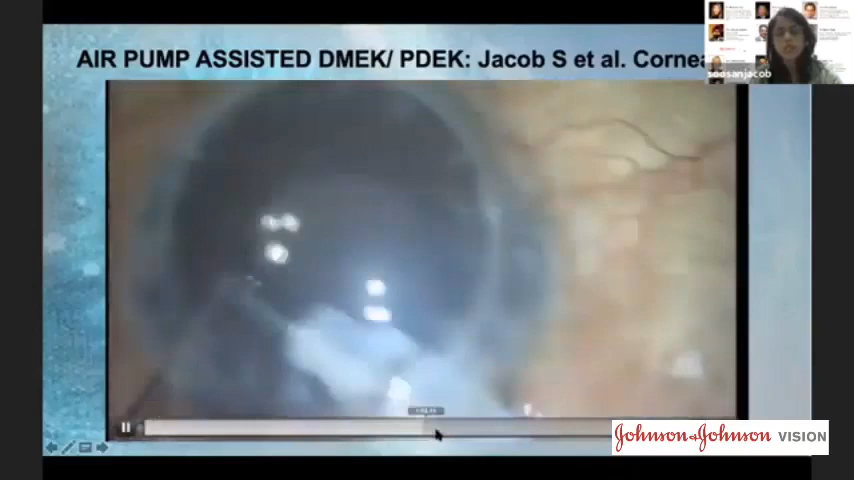 AIR PUMP ASSISTED DMEK/ PDEK: Jacob S et al. Cornea
soosanjacob
Johnson & Johnson VISION